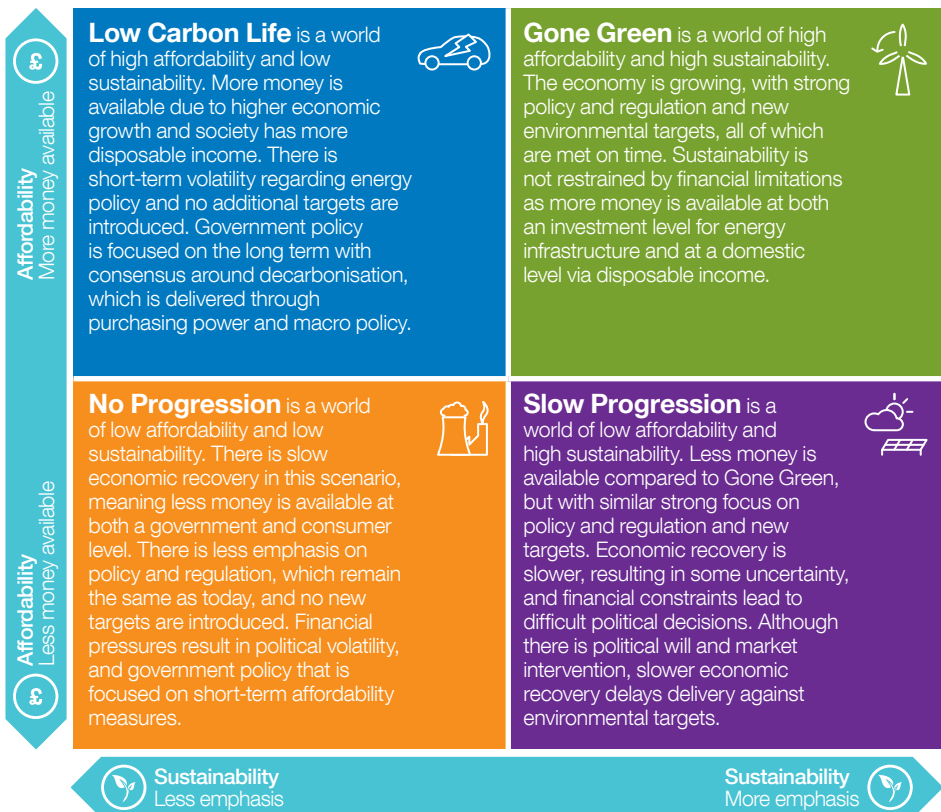 Affordability
More money available
£
Low Carbon Life is a world
of high affordability and low
sustainability. More money is
available due to higher economic
growth and society has more
disposable income. There is
short-term volatility regarding energy
policy and no additional targets are
introduced. Government policy
is focused on the long term with
consensus around decarbonisation,
which is delivered through
purchasing power and macro policy.
Gone Green is a world of high
affordability and high sustainability.
The economy is growing, with strong
policy and regulation and new
environmental targets, all of which
are met on time. Sustainability is
not restrained by financial limitations
as more money is available at both
an investment level for energy
infrastructure and at a domestic
level via disposable income.
Affordability
Less money available
£
No Progression is a world
of low affordability and low
sustainability. There is slow
economic recovery in this scenario,
meaning less money is available at
both a government and consumer
level. There is less emphasis on
policy and regulation, which remain
the same as today, and no new
targets are introduced. Financial
pressures result in political volatility,
and government policy that is
focused on short-term affordability
measures.
Slow Progression is a
world of low affordability and
high sustainability. Less money is
available compared to Gone Green,
but with similar strong focus on
policy and regulation and new
targets. Economic recovery is
slower, resulting in some uncertainty,
and financial constraints lead to
difficult political decisions. Although
there is political will and market
intervention, slower economic
recovery delays delivery against
environmental targets.
Sustainability
Less emphasis
Sustainability
More emphasis